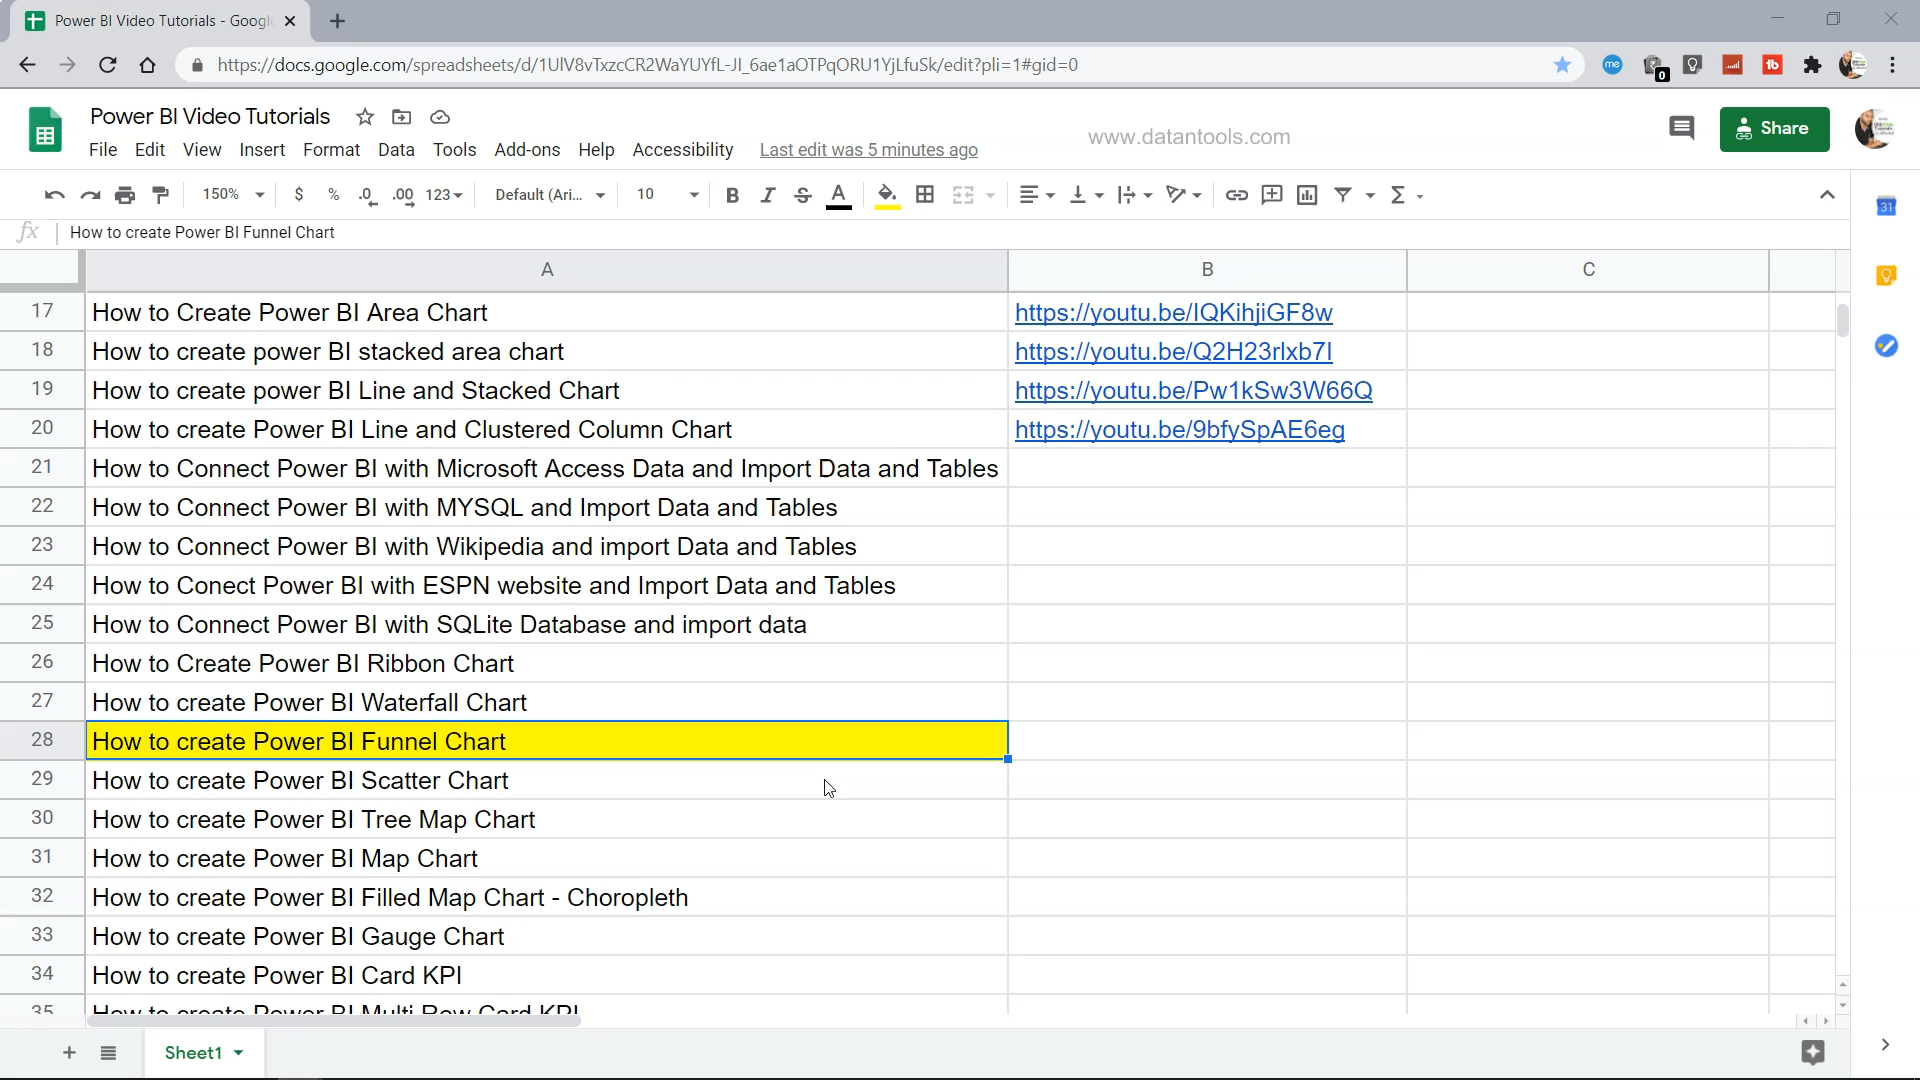 Power BI Video Tutorials - Googl
https://docs.google.com/spreadsheets/d/1UlV8vTxzcCR2WaYUYfL-JI_6ae1aOTPqORU1YjLfuSk/edit?pli=1#gid=0
me
0
tb
Power BI Video Tutorials
www.datantools.com
Share
File Edit View Insert Format Data Tools Add-ons Help Accessibility Last edit was 5 minutes ago
150% $ % .0 .00 123 Default (Ari... 10 B I S A Σ
31
fx How to create Power BI Funnel Chart
A B C
17 How to Create Power BI Area Chart https://youtu.be/IQKihjiGF8w
18 How to create power BI stacked area chart https://youtu.be/Q2H23rlxb7I
19 How to create power BI Line and Stacked Chart https://youtu.be/Pw1kSw3W66Q
20 How to create Power BI Line and Clustered Column Chart https://youtu.be/9bfySpAE6eg
21 How to Connect Power BI with Microsoft Access Data and Import Data and Tables
22 How to Connect Power BI with MYSQL and Import Data and Tables
23 How to Connect Power BI with Wikipedia and import Data and Tables
24 How to Conect Power BI with ESPN website and Import Data and Tables
25 How to Connect Power BI with SQLite Database and import data
26 How to Create Power BI Ribbon Chart
27 How to create Power BI Waterfall Chart
28 How to create Power BI Funnel Chart
29 How to create Power BI Scatter Chart
30 How to create Power BI Tree Map Chart
31 How to create Power BI Map Chart
32 How to create Power BI Filled Map Chart - Choropleth
33 How to create Power BI Gauge Chart
34 How to create Power BI Card KPI
35 How to create Power BI Multi Row Card KPI
Sheet1